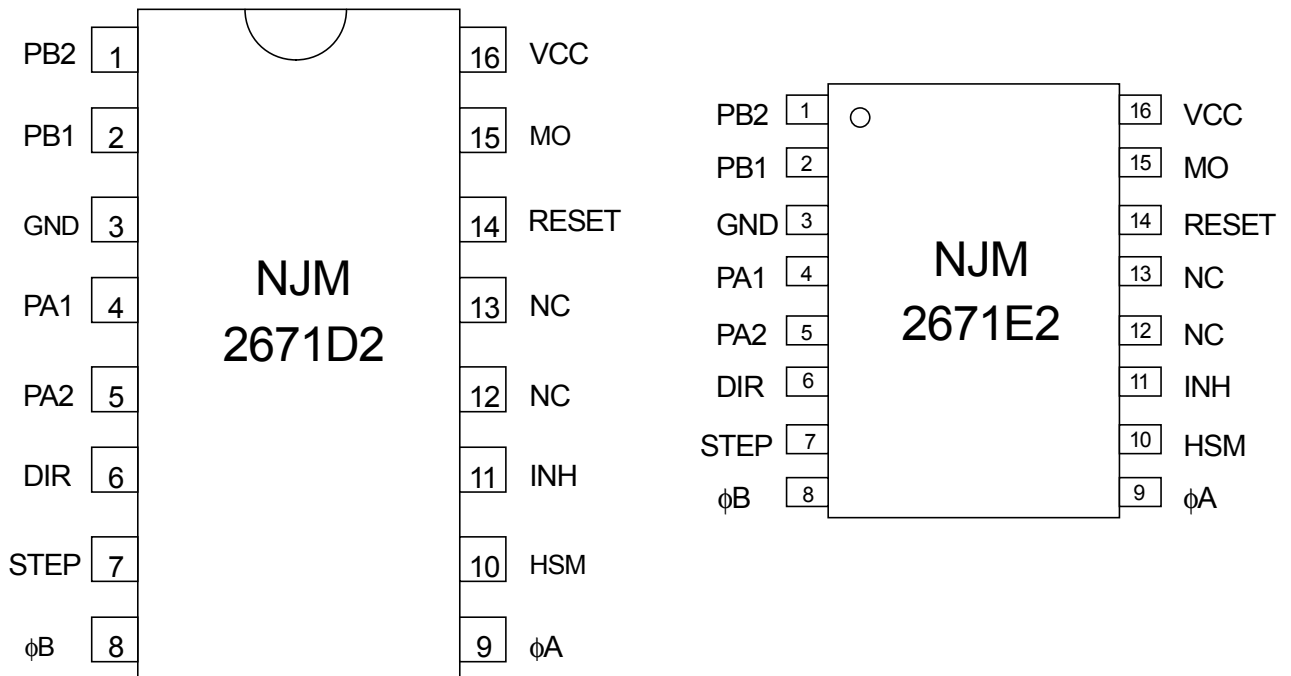 PB2 1 16 VCC
PB1 2 15 MO
GND 3 14 RESET
PA1 4 13 NC
PA2 5 12 NC
DIR 6 11 INH
STEP 7 10 HSM
ϕB 8 9 ϕA
NJM
2671D2
PB2 1 16 VCC
PB1 2 15 MO
GND 3 14 RESET
PA1 4 13 NC
PA2 5 12 NC
DIR 6 11 INH
STEP 7 10 HSM
ϕB 8 9 ϕA
NJM
2671E2